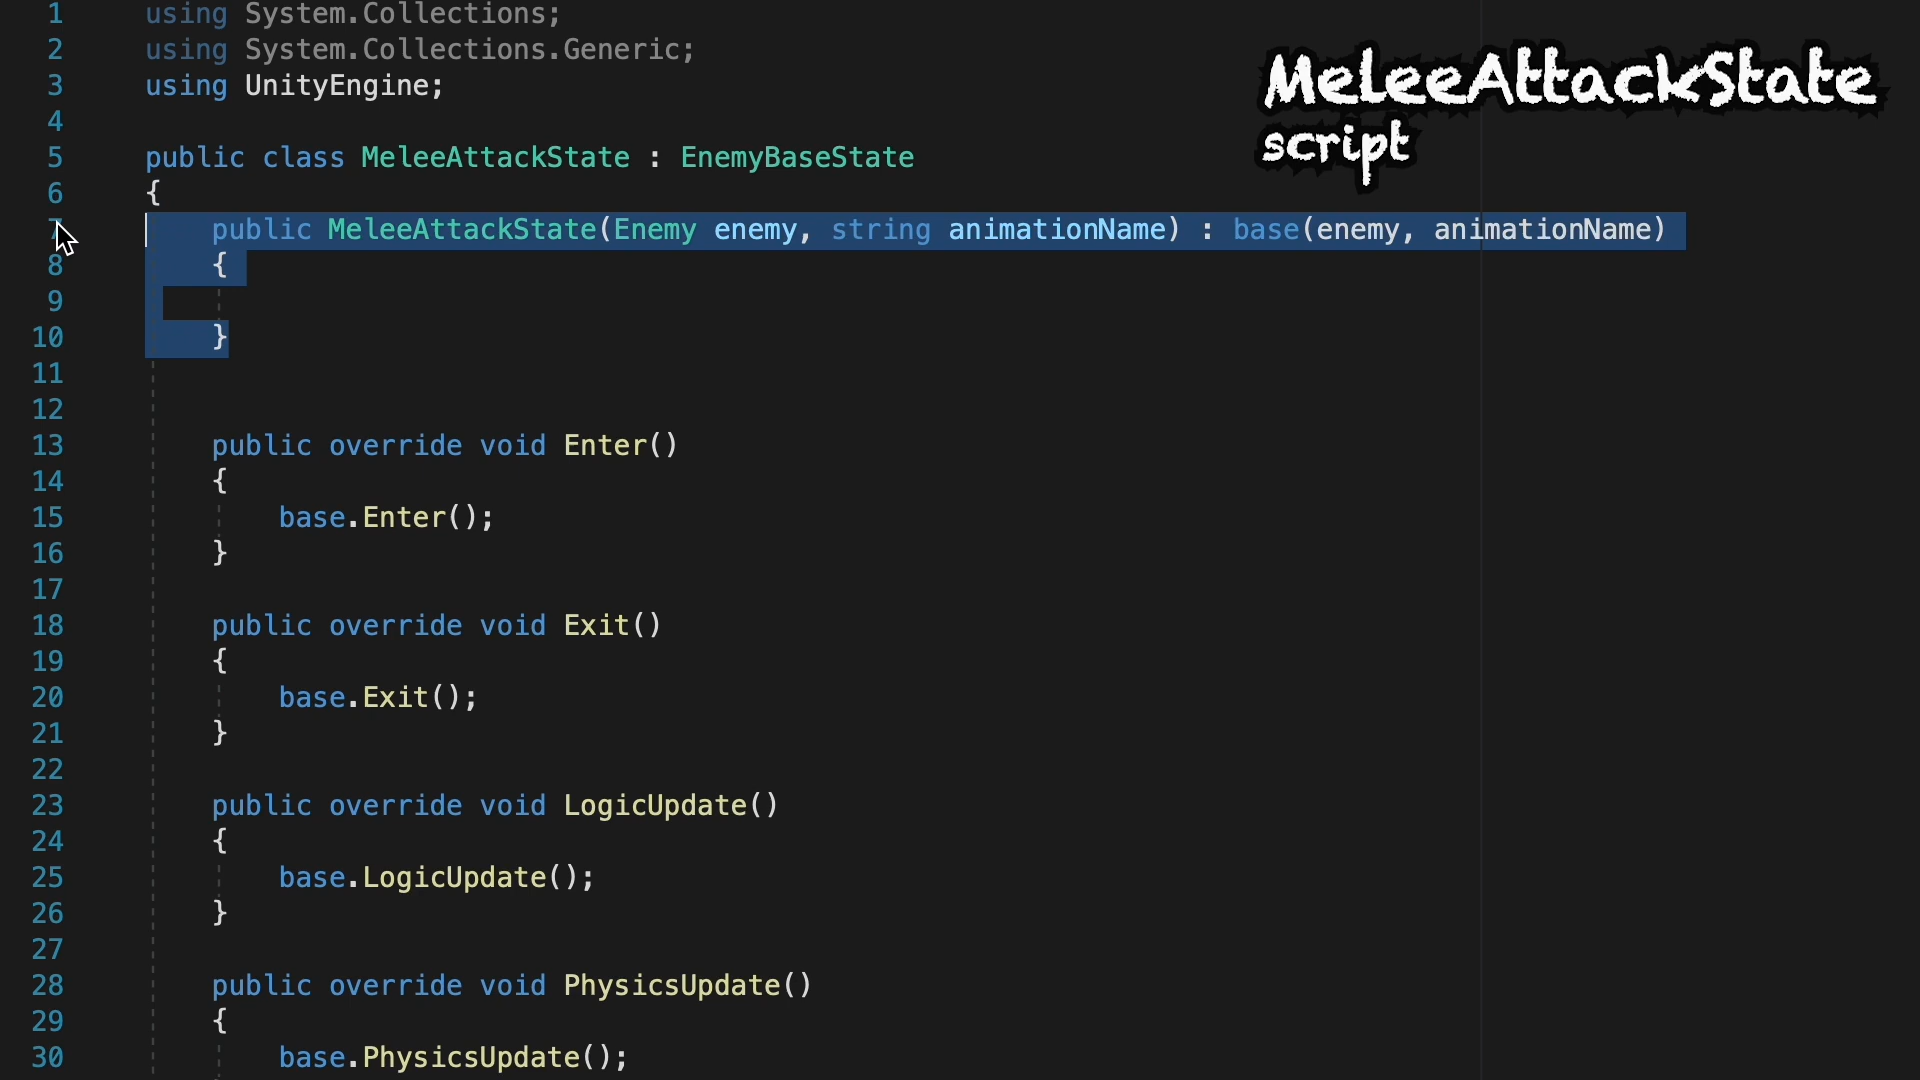 1 using System.Collections;
2 using System.Collections.Generic;
3 using UnityEngine;
4
5 public class MeleeAttackState : EnemyBaseState
6 {
7 public MeleeAttackState(Enemy enemy, string animationName) : base(enemy, animationName)
8 {
9
10 }
11
12
13 public override void Enter()
14 {
15 base.Enter();
16 }
17
18 public override void Exit()
19 {
20 base.Exit();
21 }
22
23 public override void LogicUpdate()
24 {
25 base.LogicUpdate();
26 }
27
28 public override void PhysicsUpdate()
29 {
30 base.PhysicsUpdate();
MeleeAttackState
script